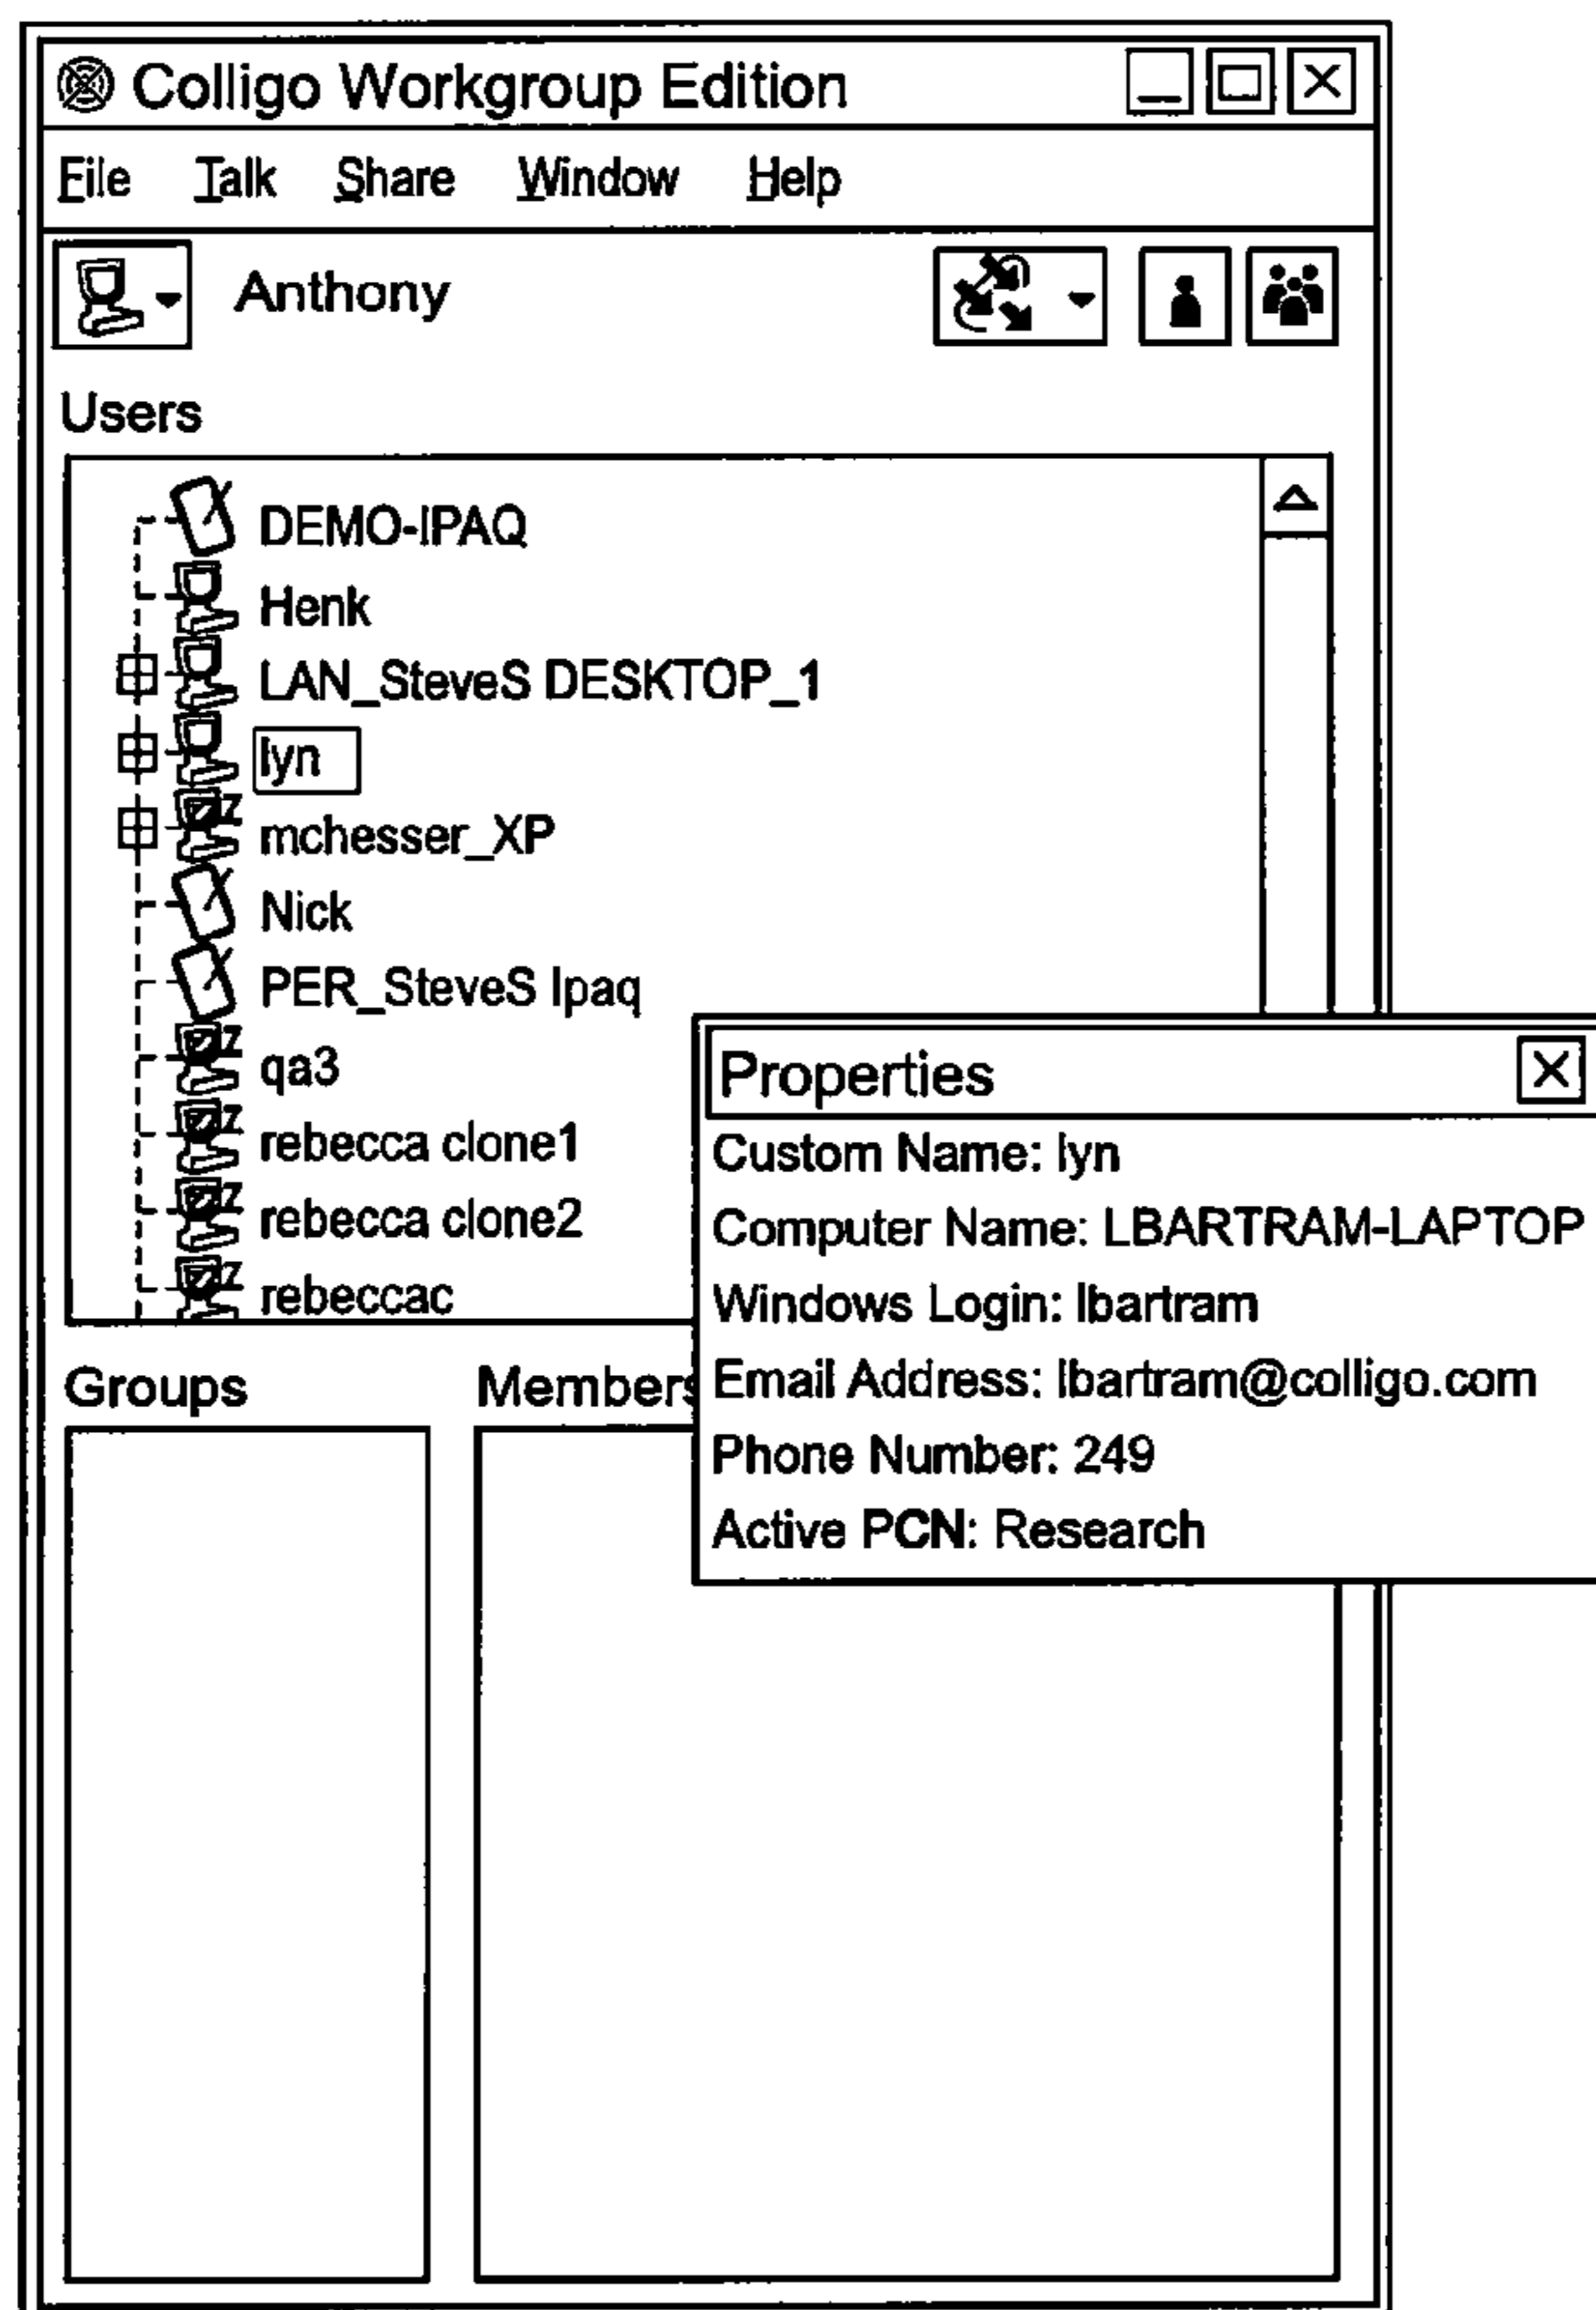 Colligo Workgroup Edition
File Talk Share Window Help
Anthony
Users
DEMO-IPAQ
Henk
LAN_SteveS DESKTOP_1
lyn
mchesser_XP
Nick
PER_SteveS Ipaq
qa3
rebecca clone1
rebecca clone2
rebeccac
Properties
Custom Name: lyn
Computer Name: LBARTRAM-LAPTOP
Windows Login: lbartram
Email Address: lbartram@colligo.com
Phone Number: 249
Active PCN: Research
Groups Members